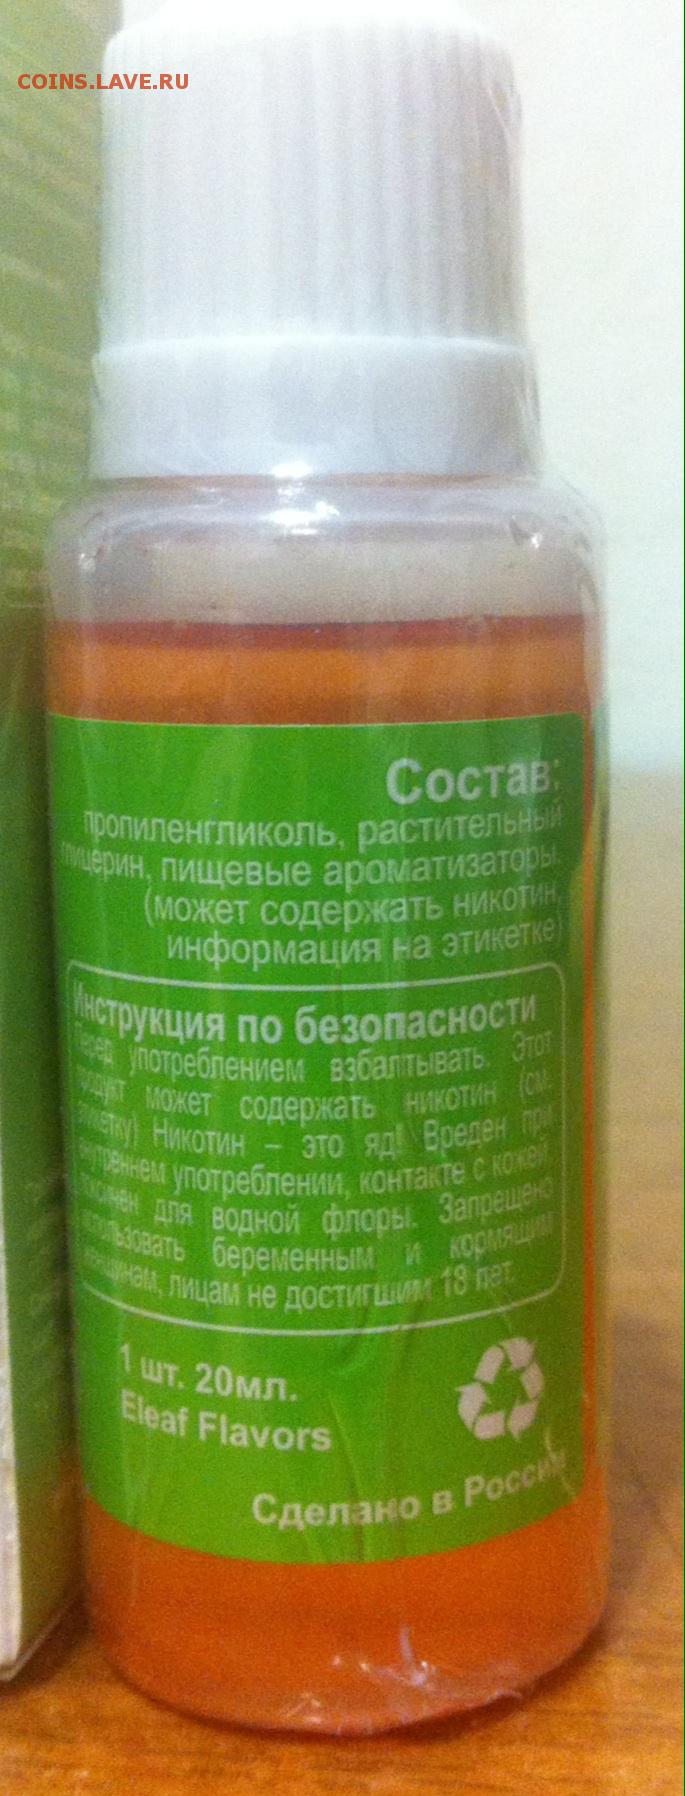 COINS.LAVE.RU
Состав:
пропиленгликоль, растительный
глицерин, пищевые ароматизаторы.
(может содержать никотин,
информация на этикетке)
Инструкция по безопасности
Перед употреблением взбалтывать. Этот
продукт может содержать никотин (см.
этикетку) Никотин – это яд! Вреден при
внутреннем употреблении, контакте с кожей,
токсичен для водной флоры. Запрещено
использовать беременным и кормящим
женщинам, лицам не достигшим 18 лет.
1 шт. 20мл.
Eleaf Flavors
Сделано в России